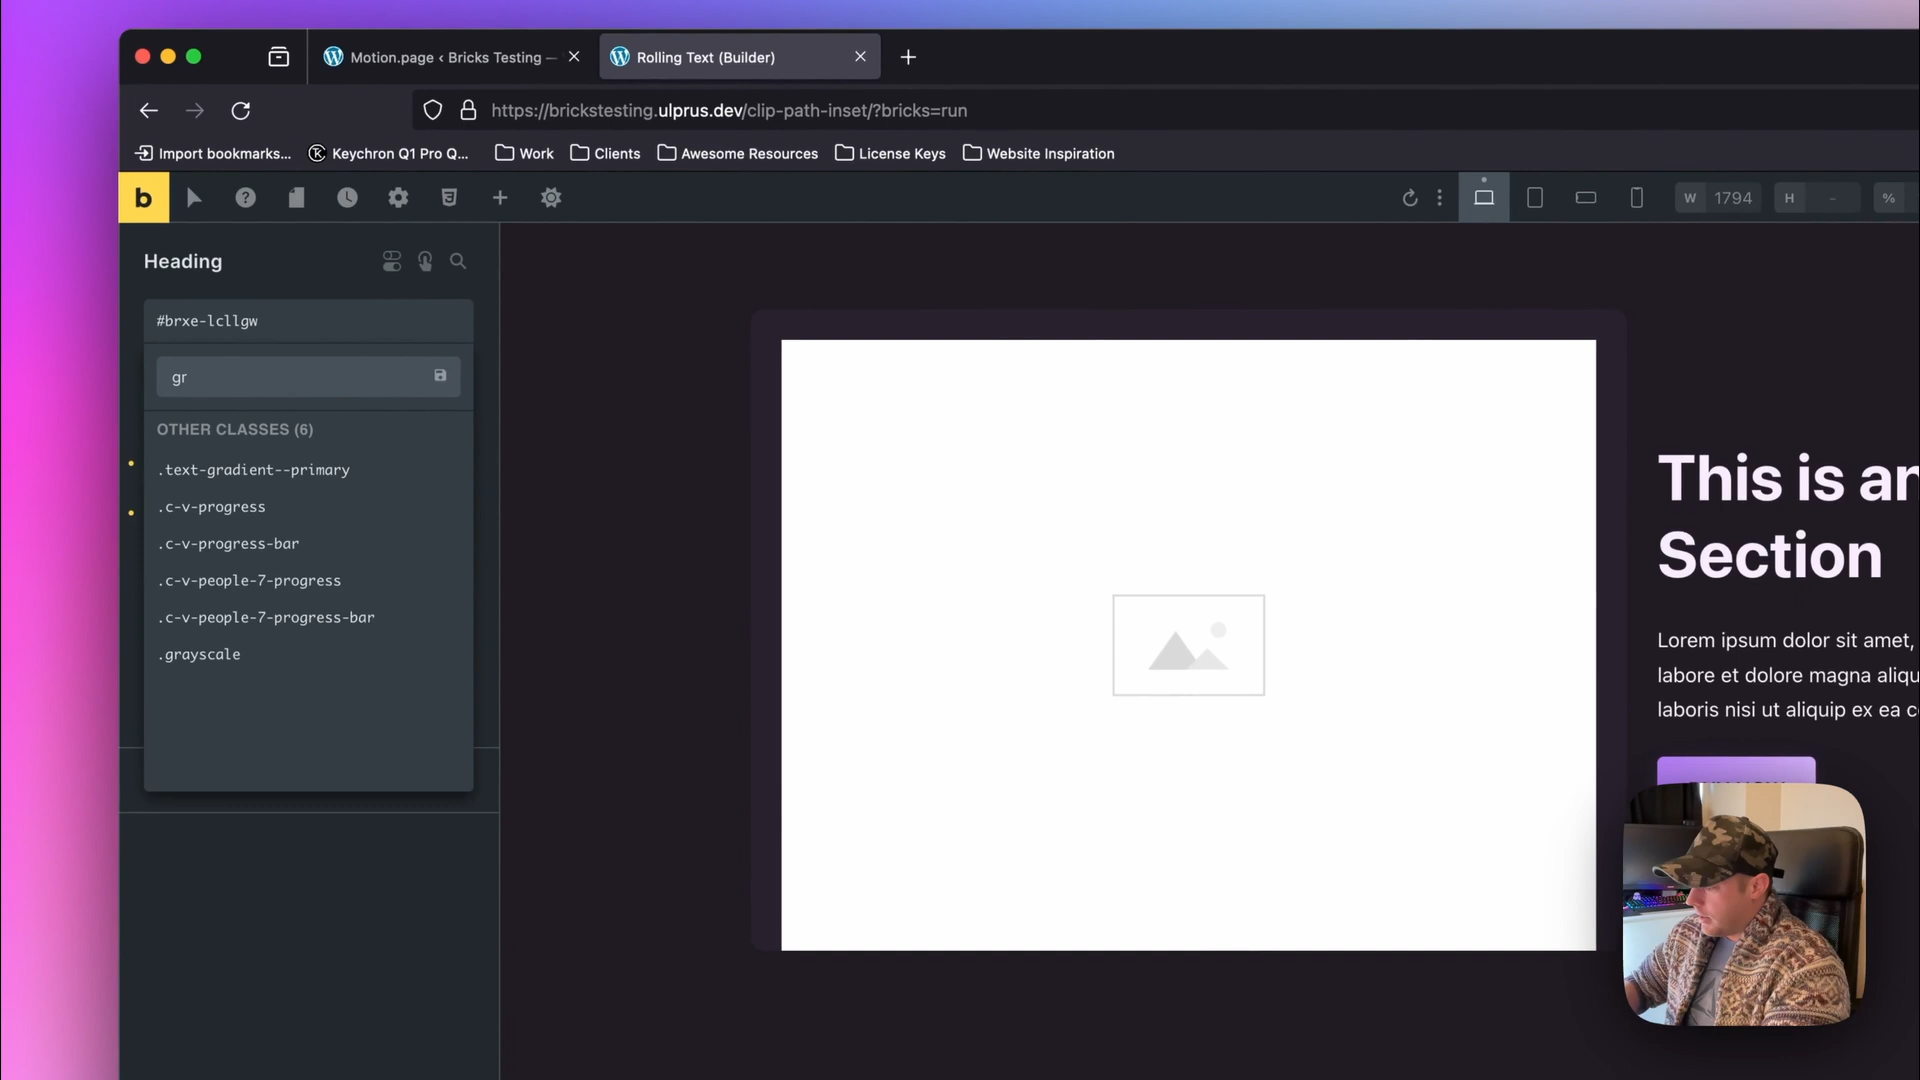 Motion.page ‹ Bricks Testing —
Rolling Text (Builder)
https://brickstesting.ulprus.dev/clip-path-inset/?bricks=run
Import bookmarks...
Keychron Q1 Pro Q...
Work
Clients
Awesome Resources
License Keys
Website Inspiration
b
W 1794
H -
%
Heading
#brxe-lcllgw
gr
OTHER CLASSES (6)
.text-gradient--primary
.c-v-progress
.c-v-progress-bar
.c-v-people-7-progress
.c-v-people-7-progress-bar
.grayscale
This is an
Section
Lorem ipsum dolor sit amet,
labore et dolore magna aliqu
laboris nisi ut aliquip ex ea c